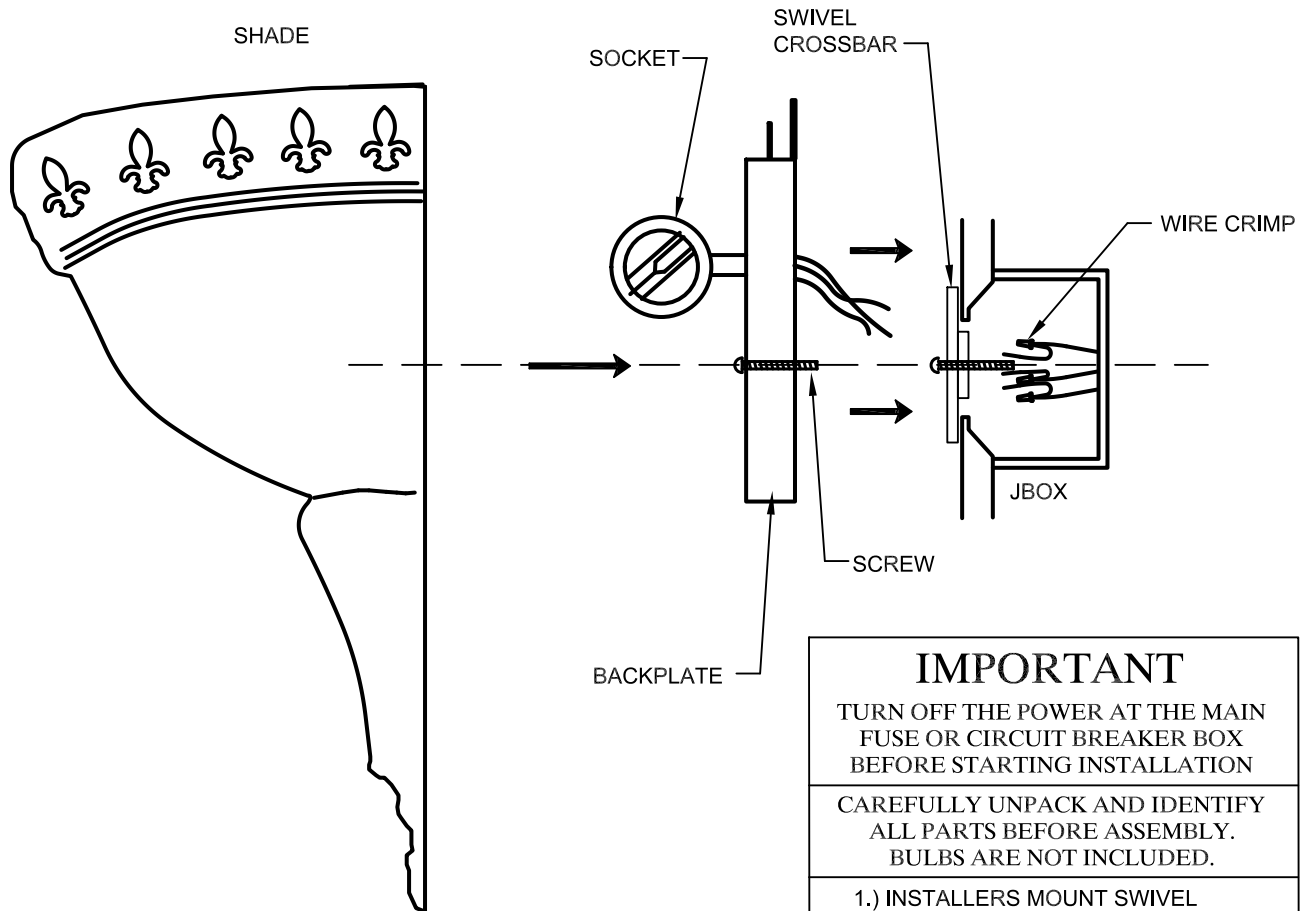 SHADE
SOCKET
SWIVEL
CROSSBAR
WIRE CRIMP
JBOX
SCREW
BACKPLATE
IMPORTANT
TURN OFF THE POWER AT THE MAIN
FUSE OR CIRCUIT BREAKER BOX
BEFORE STARTING INSTALLATION
CAREFULLY UNPACK AND IDENTIFY
ALL PARTS BEFORE ASSEMBLY.
BULBS ARE NOT INCLUDED.
1.) INSTALLERS MOUNT SWIVEL